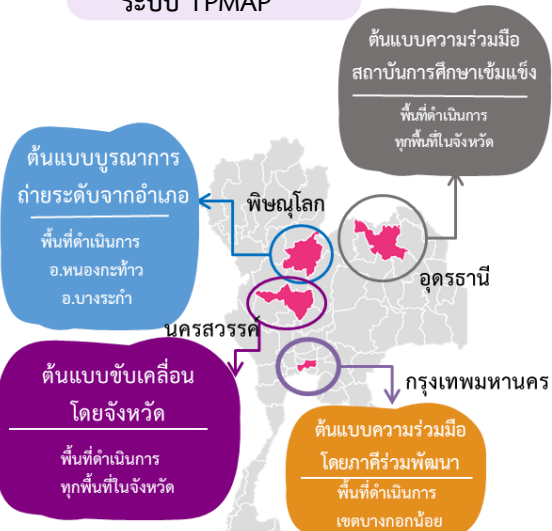 ระบบ TPMAP
ต้นแบบความร่วมมือ
สถาบันการศึกษาเข้มแข็ง
พื้นที่ดำเนินการ
ทุกพื้นที่ในจังหวัด
ต้นแบบบูรณาการ
ถ่ายระดับจากอำเภอ
พื้นที่ดำเนินการ
อ.หนองกะท้าว
อ.บางระกำ
พิษณุโลก
อุดรธานี
นครสวรรค์
ต้นแบบขับเคลื่อน
โดยจังหวัด
พื้นที่ดำเนินการ
ทุกพื้นที่ในจังหวัด
กรุงเทพมหานคร
ต้นแบบความร่วมมือ
โดยภาคีร่วมพัฒนา
พื้นที่ดำเนินการ
เขตบางกอกน้อย